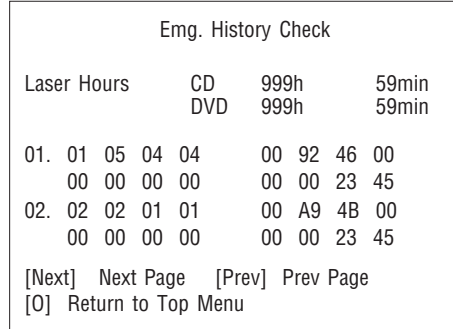 Emg. History Check
Laser Hours CD 999h 59min
DVD 999h 59min
01. 01 05 04 04 00 92 46 00
00 00 00 00 00 00 23 45
02. 02 02 01 01 00 A9 4B 00
00 00 00 00 00 00 23 45
[Next] Next Page [Prev] Prev Page
[O] Return to Top Menu